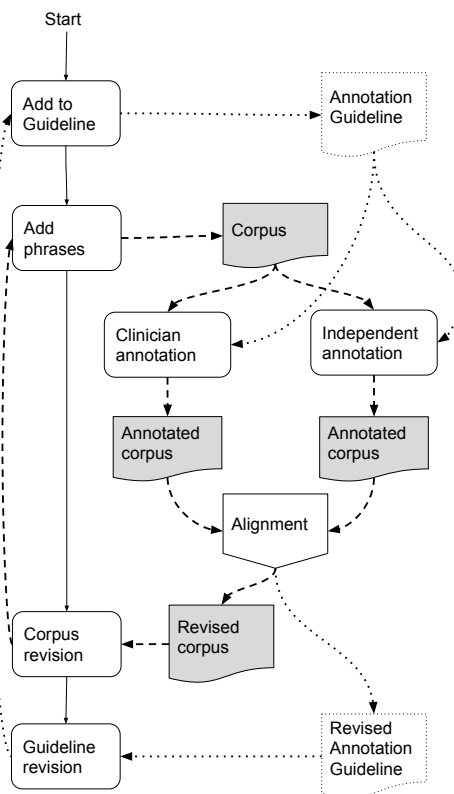 Start
Add to
Guideline
Annotation
Guideline
Add
phrases
Corpus
Clinician
annotation
Independent
annotation
Annotated
corpus
Annotated
corpus
Alignment
Corpus
revision
Revised
corpus
Guideline
revision
Revised
Annotation
Guideline